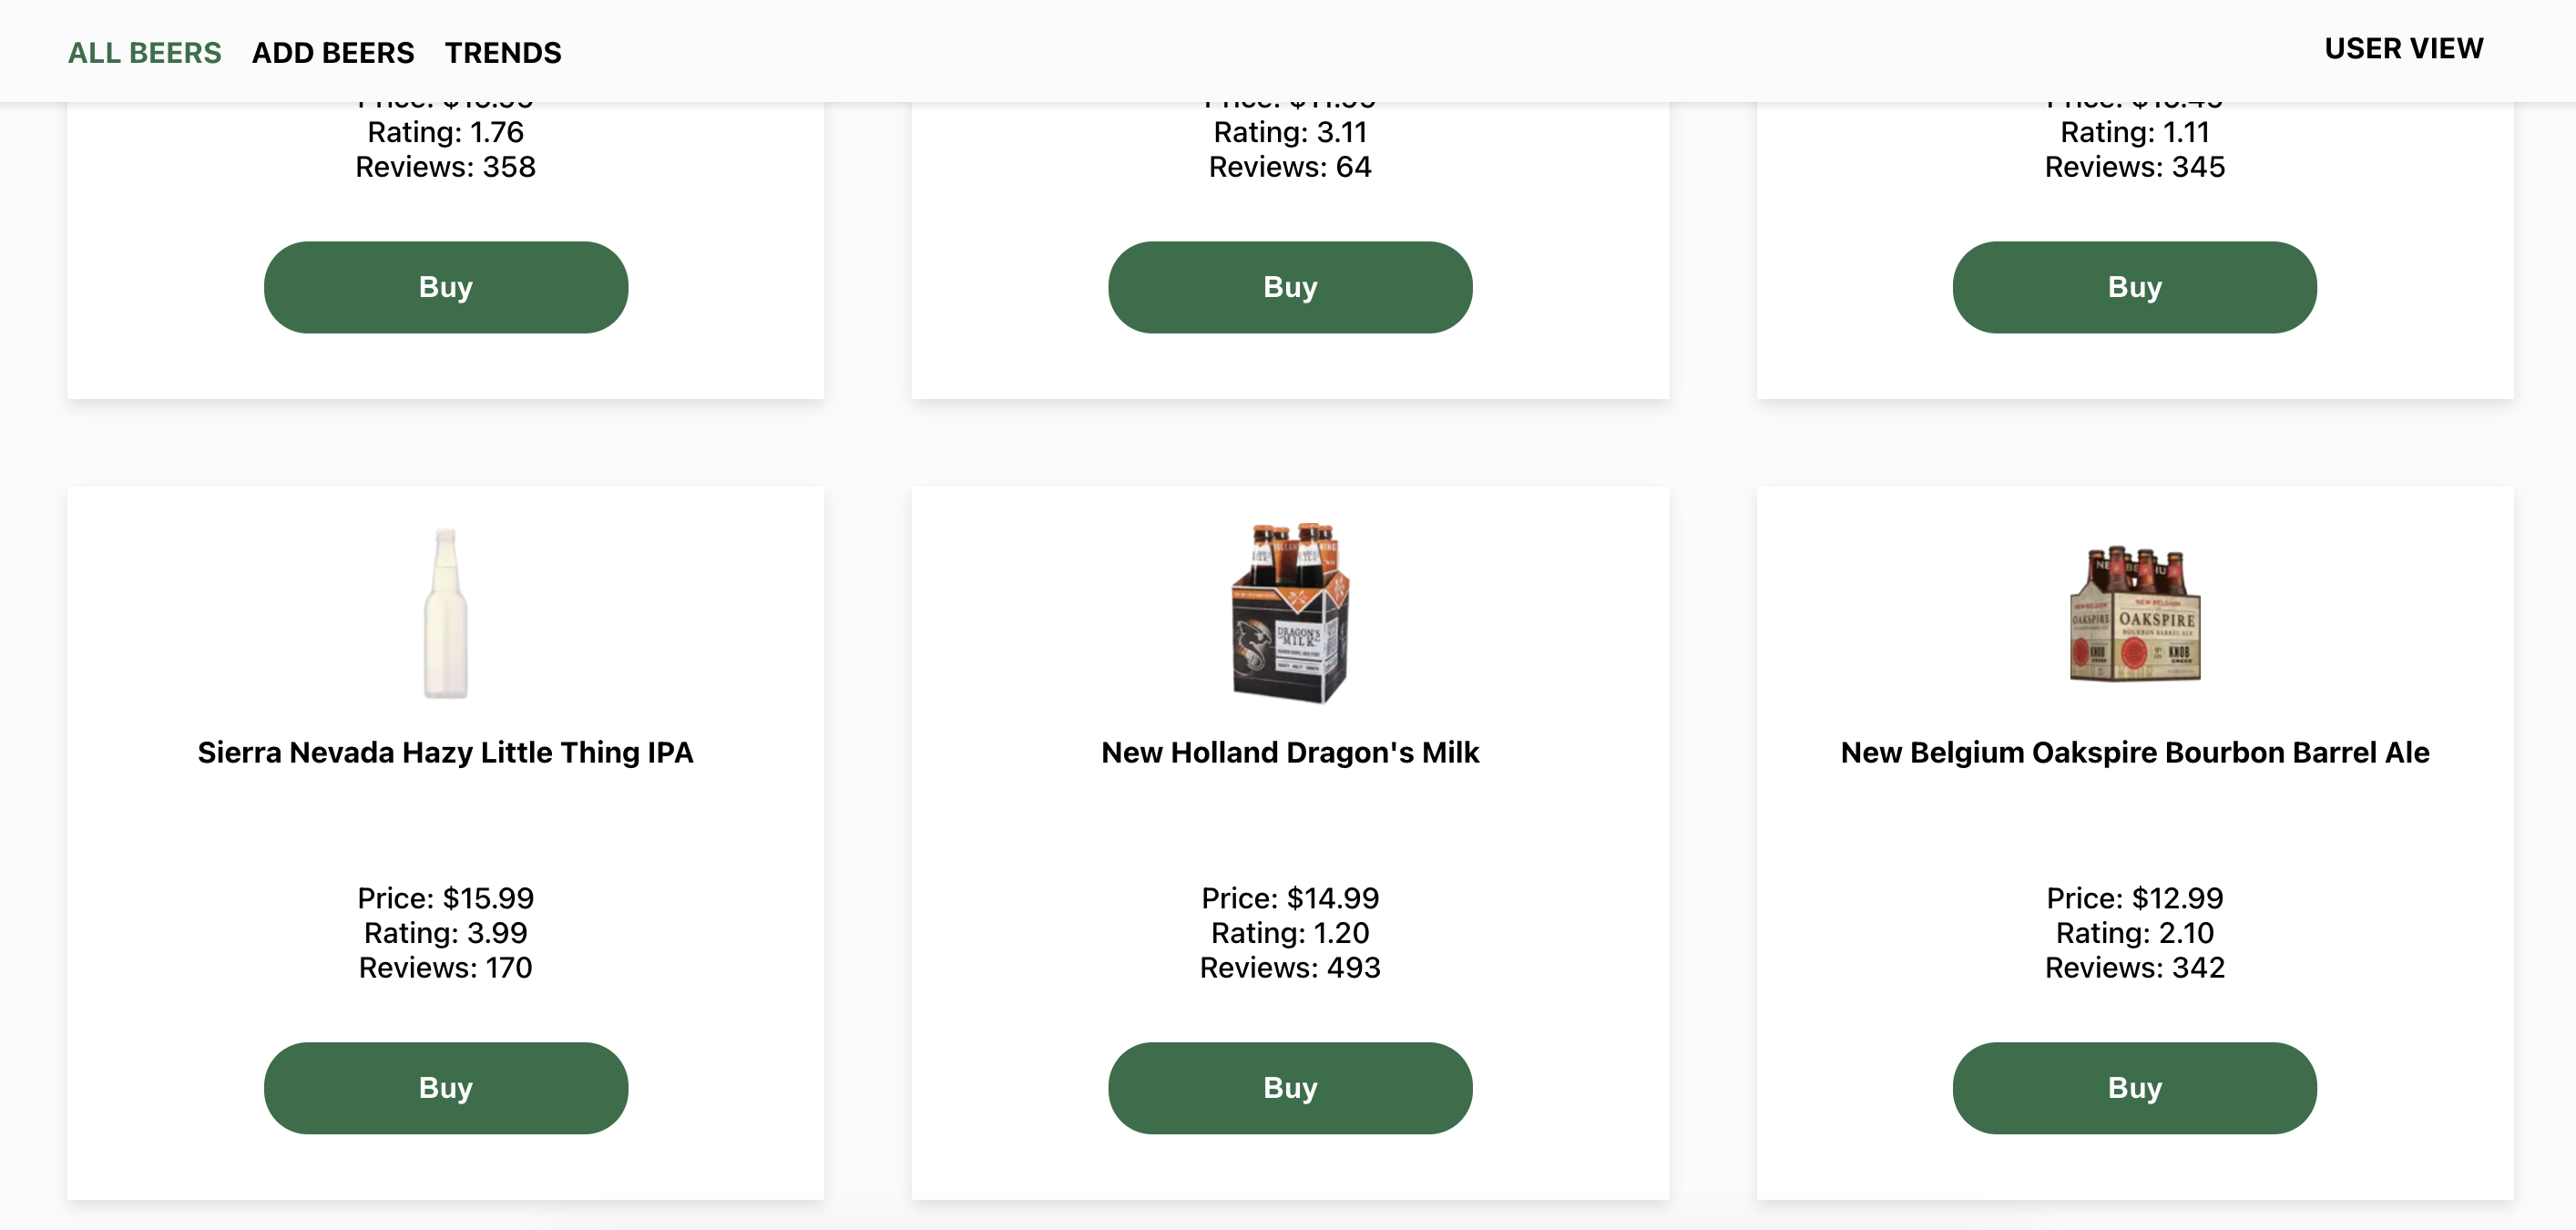 ALL BEERS ADD BEERS TRENDS USER VIEW
Rating: 1.76
Reviews: 358
Buy
Rating: 3.11
Reviews: 64
Buy
Rating: 1.11
Reviews: 345
Buy
Sierra Nevada Hazy Little Thing IPA
Price: $15.99
Rating: 3.99
Reviews: 170
Buy
DRAGON'S
MILK
New Holland Dragon's Milk
Price: $14.99
Rating: 1.20
Reviews: 493
Buy
NEW BELGIUM
OAKSPIRE
BOURBON BARREL ALE
KNOB
CREEK
New Belgium Oakspire Bourbon Barrel Ale
Price: $12.99
Rating: 2.10
Reviews: 342
Buy